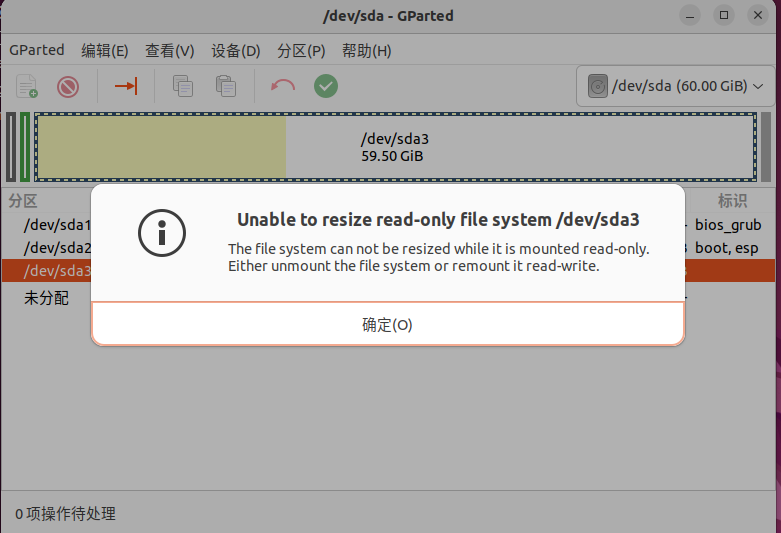 /dev/sda - GParted
GParted 编辑(E) 查看(V) 设备(D) 分区(P) 帮助(H)
/dev/sda (60.00 GiB)
/dev/sda3
59.50 GiB
分区 标识
/dev/sda1 bios_grub
/dev/sda2 boot, esp
/dev/sda3
未分配
Unable to resize read-only file system /dev/sda3
The file system can not be resized while it is mounted read-only.
Either unmount the file system or remount it read-write.
确定(O)
0 项操作待处理